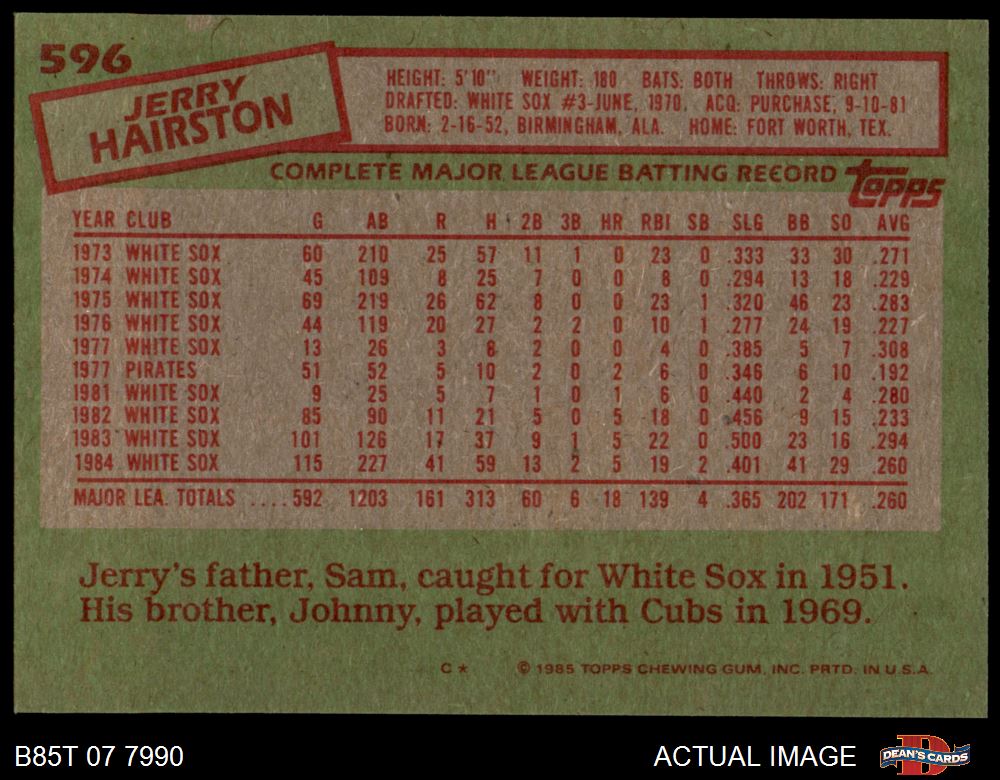 596
JERRY
HAIRSTON
HEIGHT: 5'10" WEIGHT: 180 BATS: BOTH THROWS: RIGHT
DRAFTED: WHITE SOX #3-JUNE, 1970. ACQ: PURCHASE, 9-10-81
BORN: 2-16-52, BIRMINGHAM, ALA. HOME: FORT WORTH, TEX.
COMPLETE MAJOR LEAGUE BATTING RECORD topps
YEAR CLUB G AB R H 2B 3B HR RBI SB SLG BB SO AVG
1973 WHITE SOX 60 210 25 57 11 1 0 23 0 .333 33 30 .271
1974 WHITE SOX 45 109 8 25 7 0 0 8 0 .294 13 18 .229
1975 WHITE SOX 69 219 26 62 8 0 0 23 1 .320 46 23 .283
1976 WHITE SOX 44 119 20 27 2 2 0 10 1 .277 24 19 .227
1977 WHITE SOX 13 26 3 8 2 0 0 4 0 .385 5 7 .308
1977 PIRATES 51 52 5 10 2 0 2 6 0 .346 6 10 .192
1981 WHITE SOX 9 25 5 7 1 0 1 6 0 .440 2 4 .280
1982 WHITE SOX 85 90 11 21 5 0 5 18 0 .456 9 15 .233
1983 WHITE SOX 101 126 17 37 9 1 5 22 0 .500 23 16 .294
1984 WHITE SOX 115 227 41 59 13 2 5 19 2 .401 41 29 .260
MAJOR LEA. TOTALS ....592 1203 161 313 60 6 18 139 4 .365 202 171 .260
Jerry's father, Sam, caught for White Sox in 1951.
His brother, Johnny, played with Cubs in 1969.
C * © 1985 TOPPS CHEWING GUM, INC. PRTD. IN U.S.A.
B85T 07 7990 ACTUAL IMAGE DEAN'S CARDS